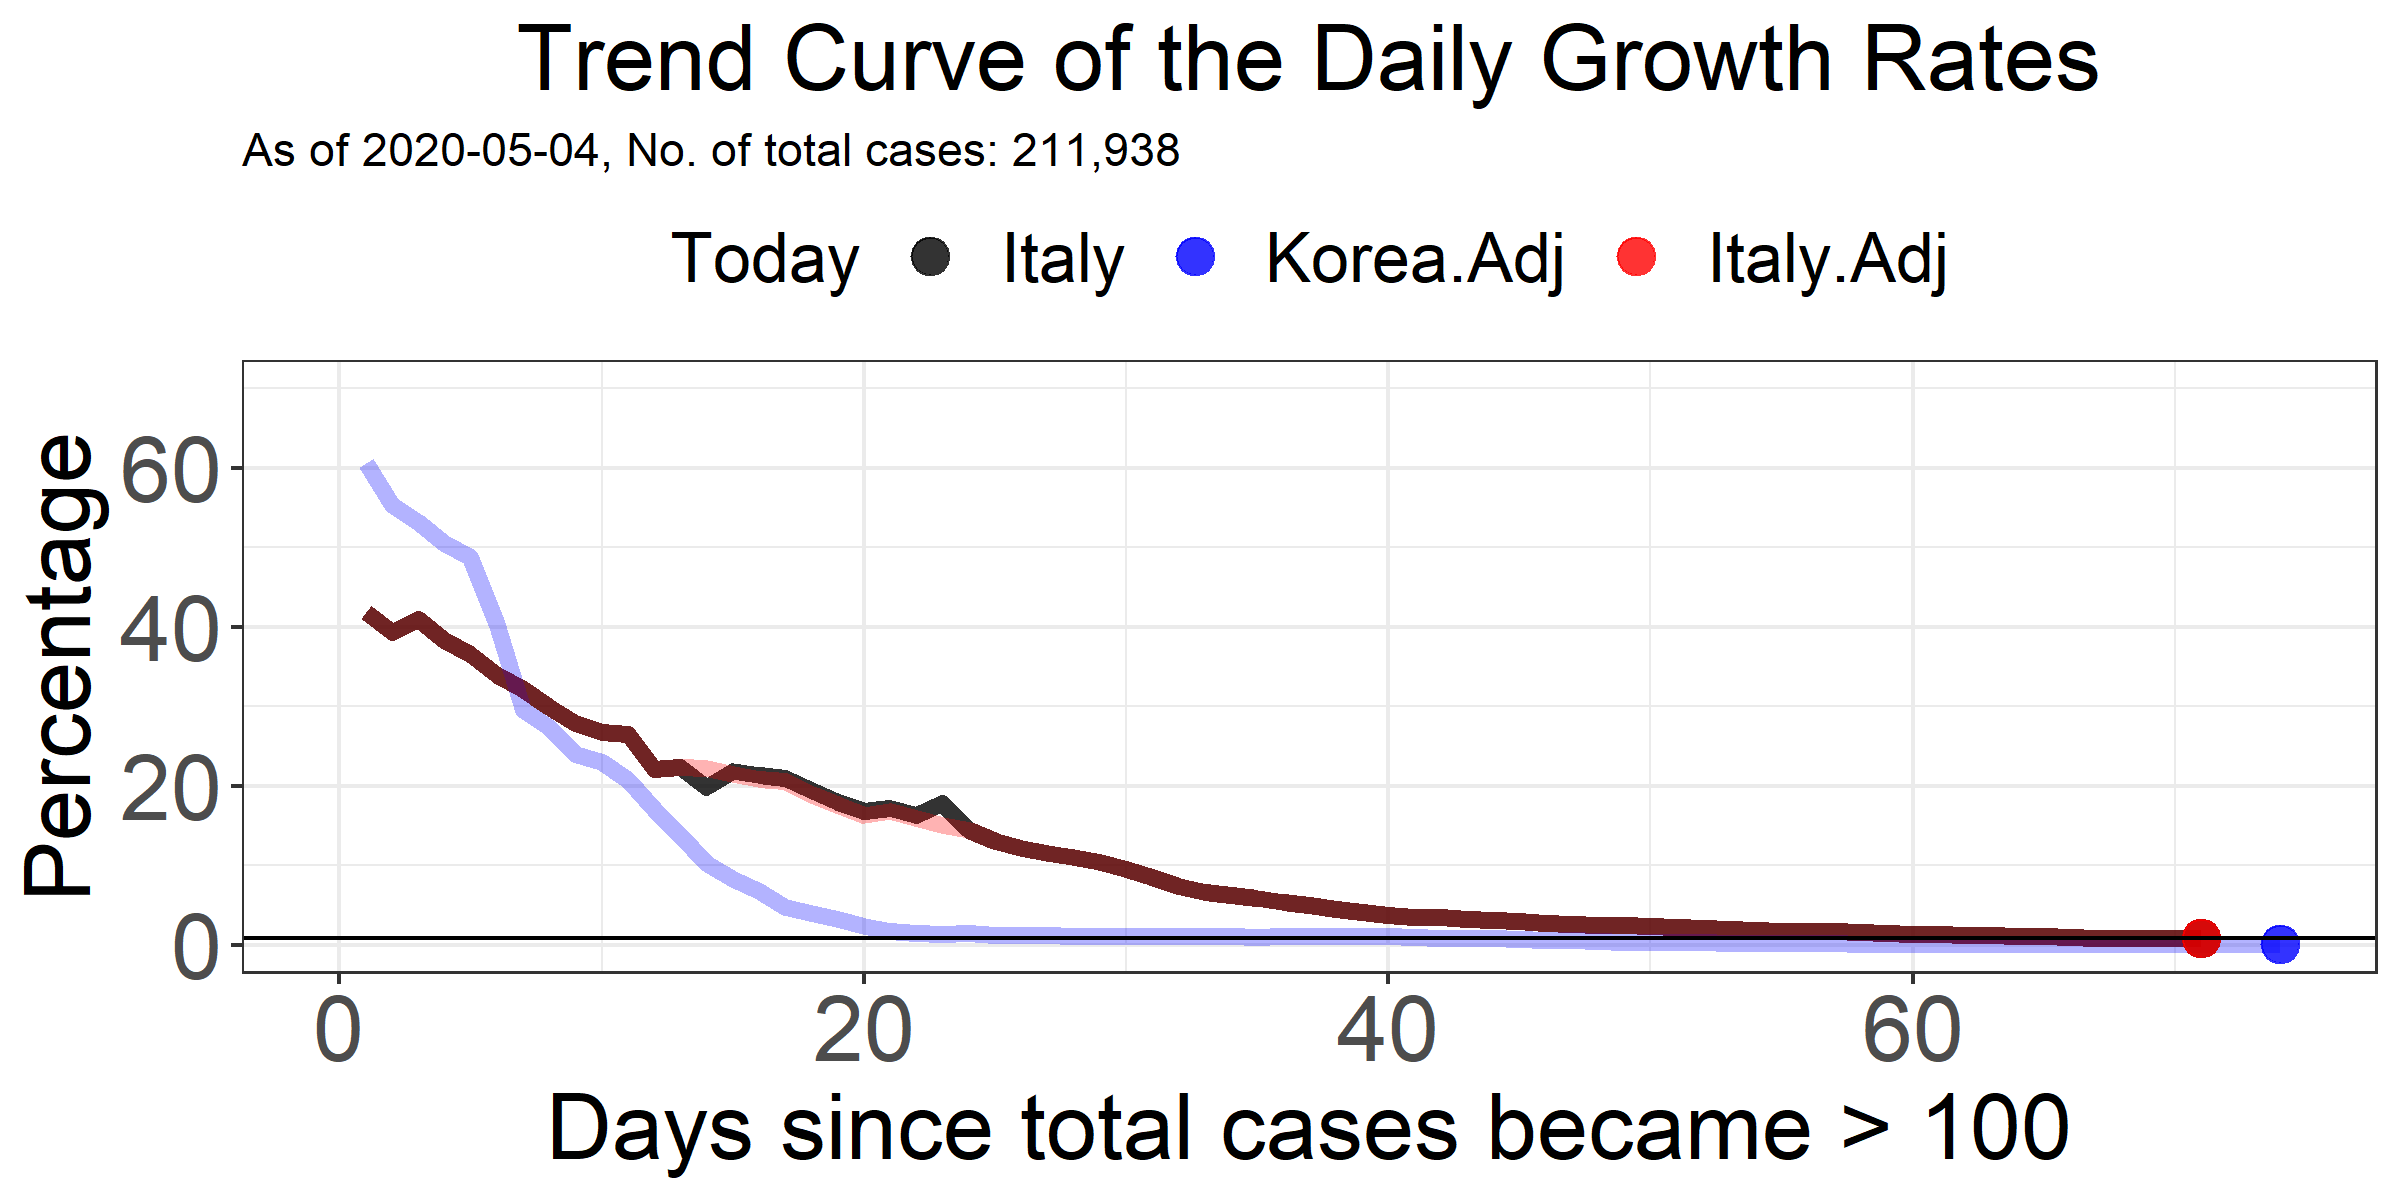 Trend Curve of the Daily Growth Rates
As of 2020-05-04, No. of total cases: 211,938
Today Italy Korea.Adj Italy.Adj
Percentage
60
40
20
0
0 20 40 60
Days since total cases became > 100